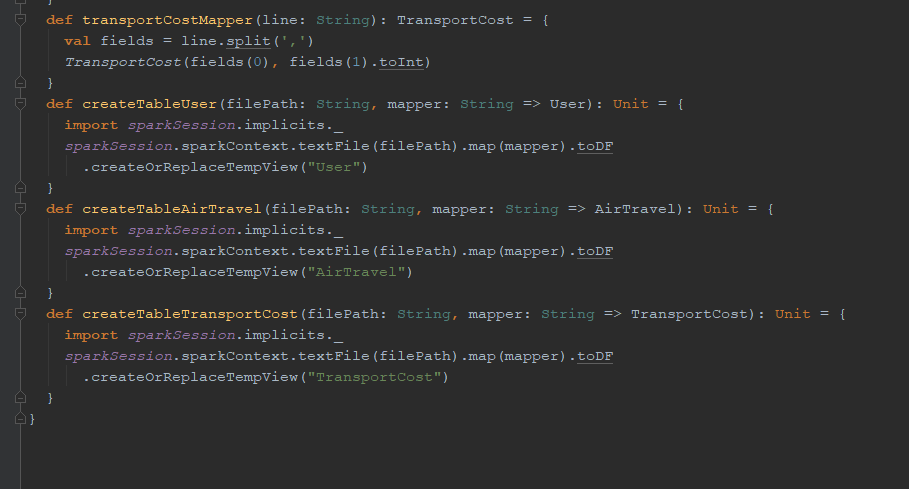 }
def transportCostMapper(line: String): TransportCost = {
val fields = line.split(',')
TransportCost(fields(0), fields(1).toInt)
}
def createTableUser(filePath: String, mapper: String => User): Unit = {
import sparkSession.implicits._
sparkSession.sparkContext.textFile(filePath).map(mapper).toDF
.createOrReplaceTempView("User")
}
def createTableAirTravel(filePath: String, mapper: String => AirTravel): Unit = {
import sparkSession.implicits._
sparkSession.sparkContext.textFile(filePath).map(mapper).toDF
.createOrReplaceTempView("AirTravel")
}
def createTableTransportCost(filePath: String, mapper: String => TransportCost): Unit = {
import sparkSession.implicits._
sparkSession.sparkContext.textFile(filePath).map(mapper).toDF
.createOrReplaceTempView("TransportCost")
}
}